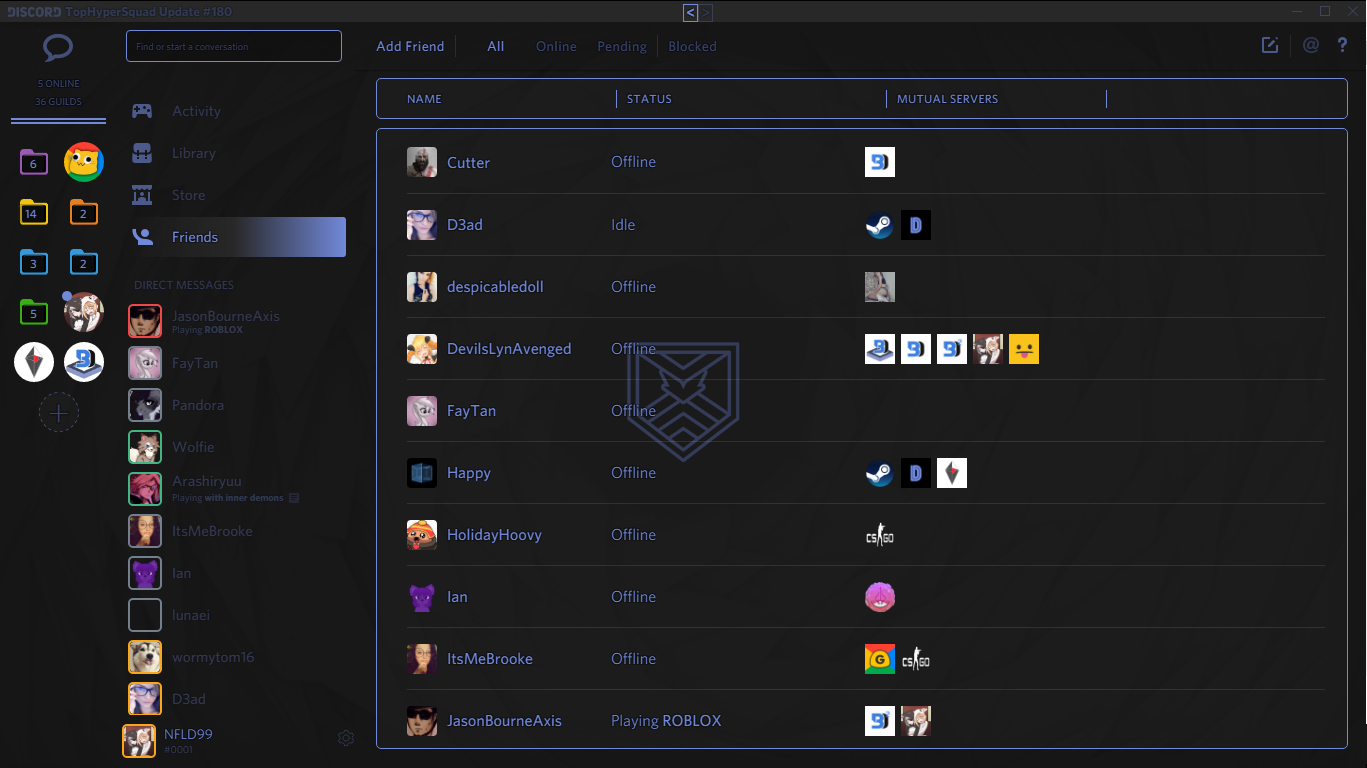 DISCORD TopHyperSquad Update #180
< >
5 ONLINE
36 GUILDS
6
14
2
3
2
5
Find or start a conversation
Activity
Library
Store
Friends
DIRECT MESSAGES
JasonBourneAxis
Playing ROBLOX
FayTan
Pandora
Wolfie
Arashiryuu
Playing with inner demons
ItsMeBrooke
Ian
lunaei
wormytom16
D3ad
NFLD99
#0001
Add Friend All Online Pending Blocked @ ?
NAME STATUS MUTUAL SERVERS
Cutter Offline
D3ad Idle D
despicabledoll Offline
DevilsLynAvenged Offline
FayTan Offline
Happy Offline D
HolidayHoovy Offline CS GO
Ian Offline
ItsMeBrooke Offline G CS GO
JasonBourneAxis Playing ROBLOX